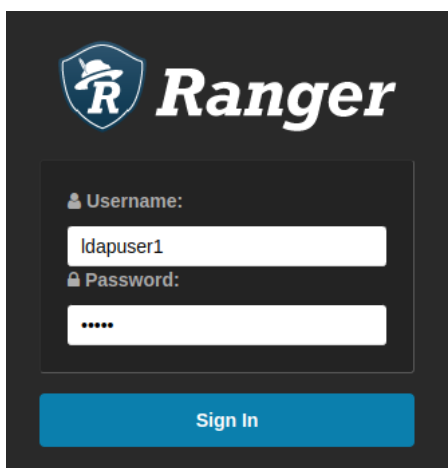 R Ranger
Username:
ldapuser1
Password:
•••••
Sign In